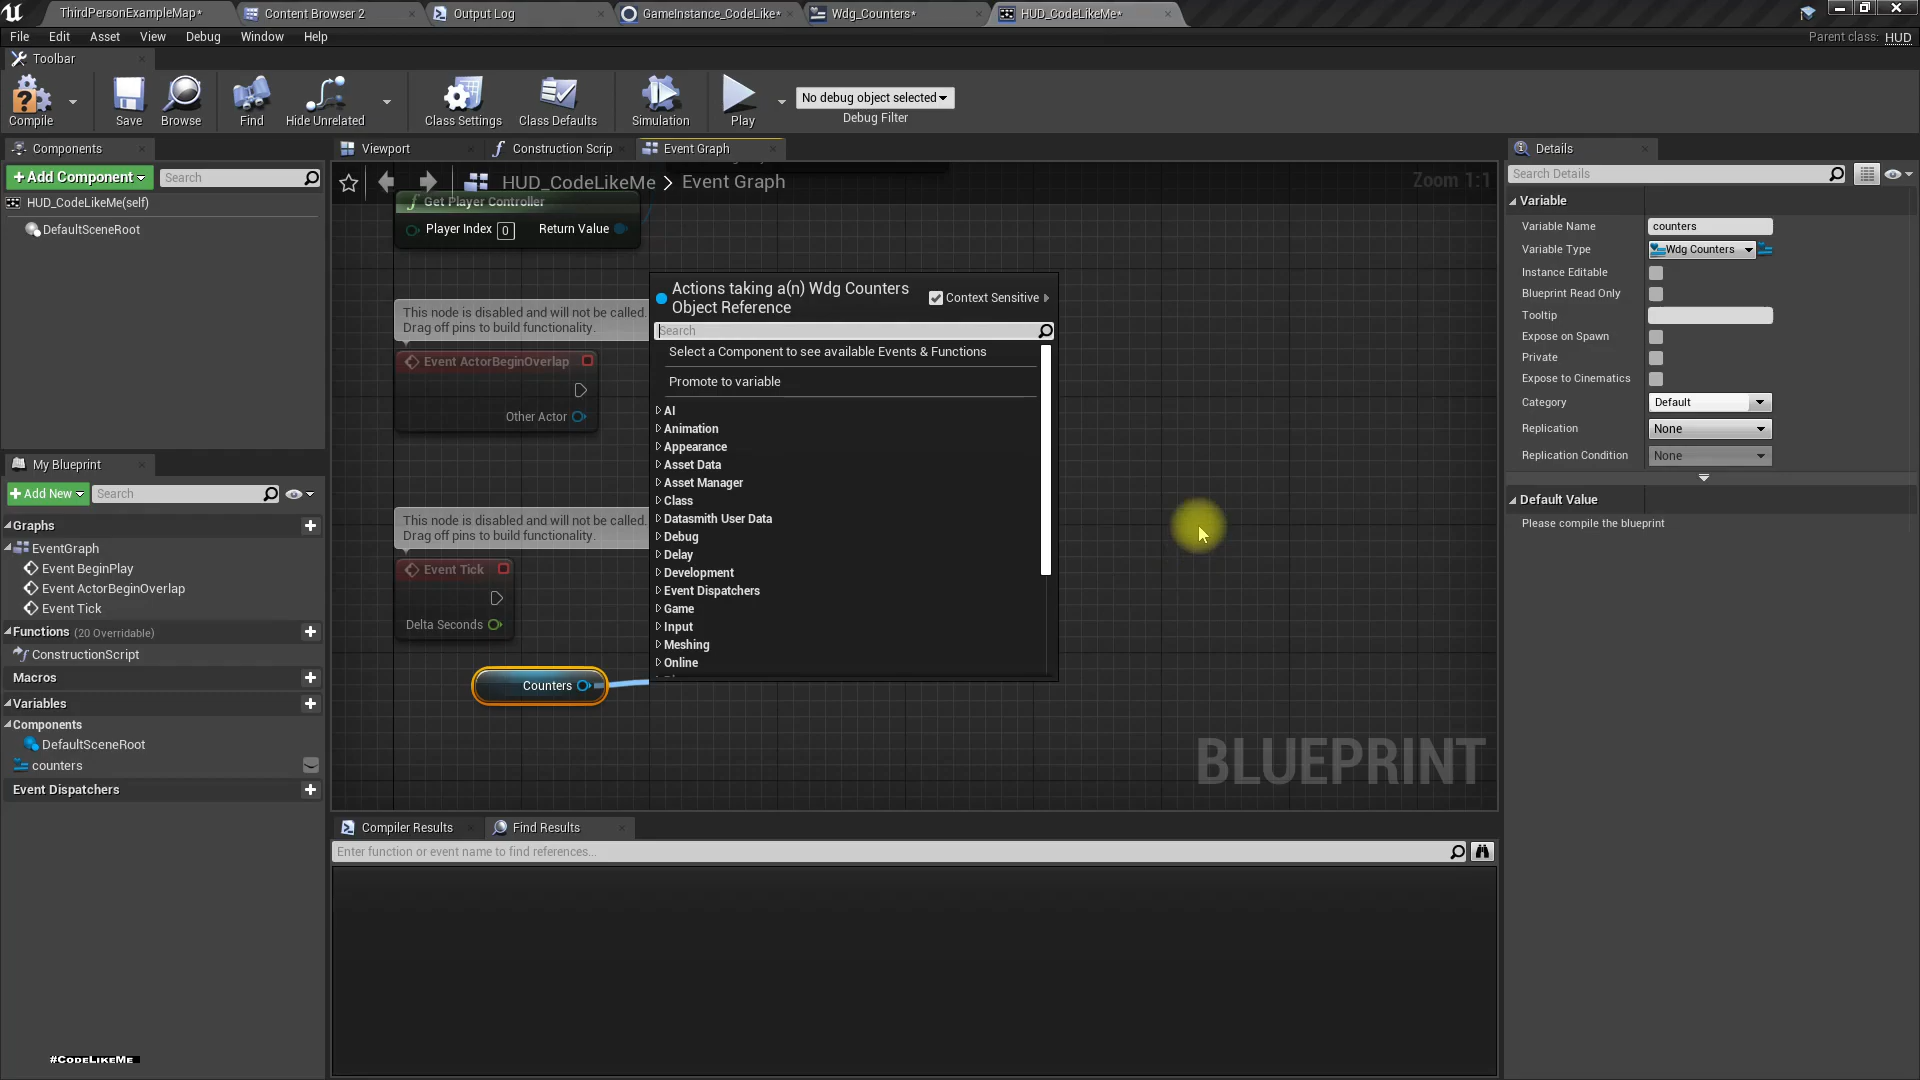 ThirdPersonExampleMap*
Content Browser 2
Output Log
GameInstance_CodeLike*
Wdg_Counters*
HUD_CodeLikeMe*
File Edit Asset View Debug Window Help
Parent class: HUD
Toolbar
Compile
Save
Browse
Find
Hide Unrelated
Class Settings
Class Defaults
Simulation
Play
No debug object selected
Debug Filter
Components
+Add Component
Search
HUD_CodeLikeMe(self)
DefaultSceneRoot
My Blueprint
+Add New
Search
Graphs
EventGraph
Event BeginPlay
Event ActorBeginOverlap
Event Tick
Functions (20 Overridable)
ConstructionScript
Macros
Variables
Components
DefaultSceneRoot
counters
Event Dispatchers
#CodeLikeMe
Viewport
Construction Scrip
Event Graph
HUD_CodeLikeMe > Event Graph
Zoom 1:1
Get Player Controller
Player Index 0
Return Value
This node is disabled and will not be called.
Drag off pins to build functionality.
Event ActorBeginOverlap
Other Actor
This node is disabled and will not be called.
Drag off pins to build functionality.
Event Tick
Delta Seconds
Counters
Actions taking a(n) Wdg Counters
Object Reference
Context Sensitive
Search
Select a Component to see available Events & Functions
Promote to variable
AI
Animation
Appearance
Asset Data
Asset Manager
Class
Datasmith User Data
Debug
Delay
Development
Event Dispatchers
Game
Input
Meshing
Online
BLUEPRINT
Compiler Results
Find Results
Enter function or event name to find references...
Details
Search Details
Variable
Variable Name counters
Variable Type Wdg Counters
Instance Editable
Blueprint Read Only
Tooltip
Expose on Spawn
Private
Expose to Cinematics
Category Default
Replication None
Replication Condition None
Default Value
Please compile the blueprint